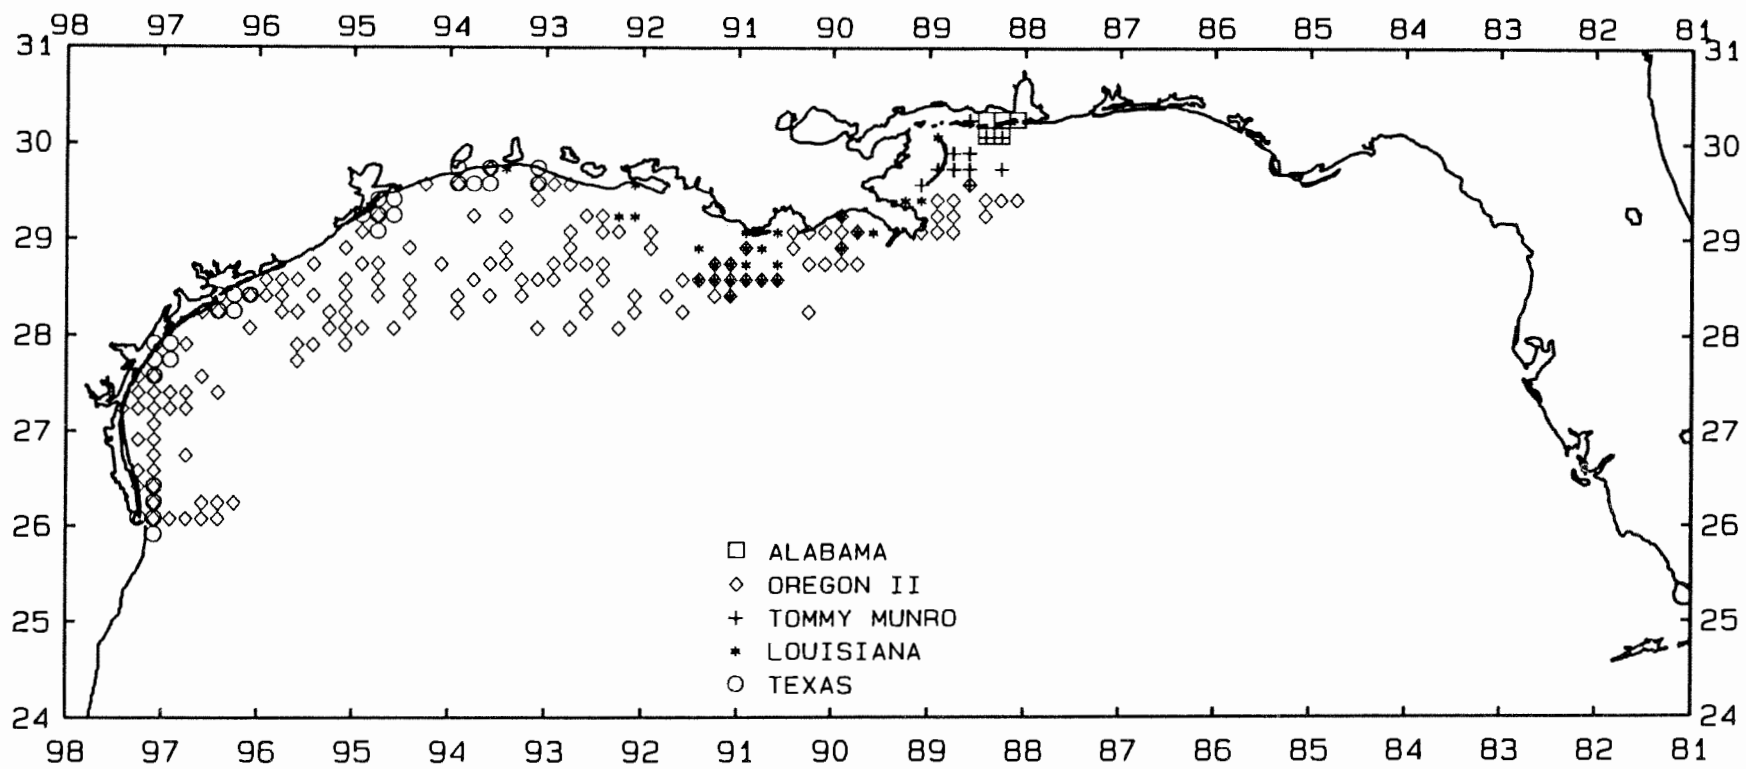 98 97 96 95 94 93 92 91 90 89 88 87 86 85 84 83 82 81
31 31
30 30
29 29
28 28
27 27
26 26
□ ALABAMA
◇ OREGON II
25 + TOMMY MUNRO 25
* LOUISIANA
○ TEXAS
24 24
98 97 96 95 94 93 92 91 90 89 88 87 86 85 84 83 82 81